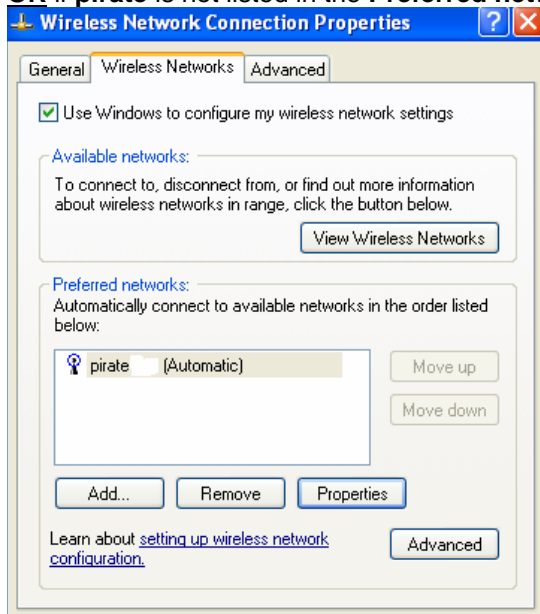 OR if pirate is not listed in the Preferred net
Wireless Network Connection Properties
General Wireless Networks Advanced
Use Windows to configure my wireless network settings
Available networks:
To connect to, disconnect from, or find out more information
about wireless networks in range, click the button below.
View Wireless Networks
Preferred networks:
Automatically connect to available networks in the order listed
below:
pirate (Automatic)
Move up
Move down
Add... Remove Properties
Learn about setting up wireless network
configuration.
Advanced